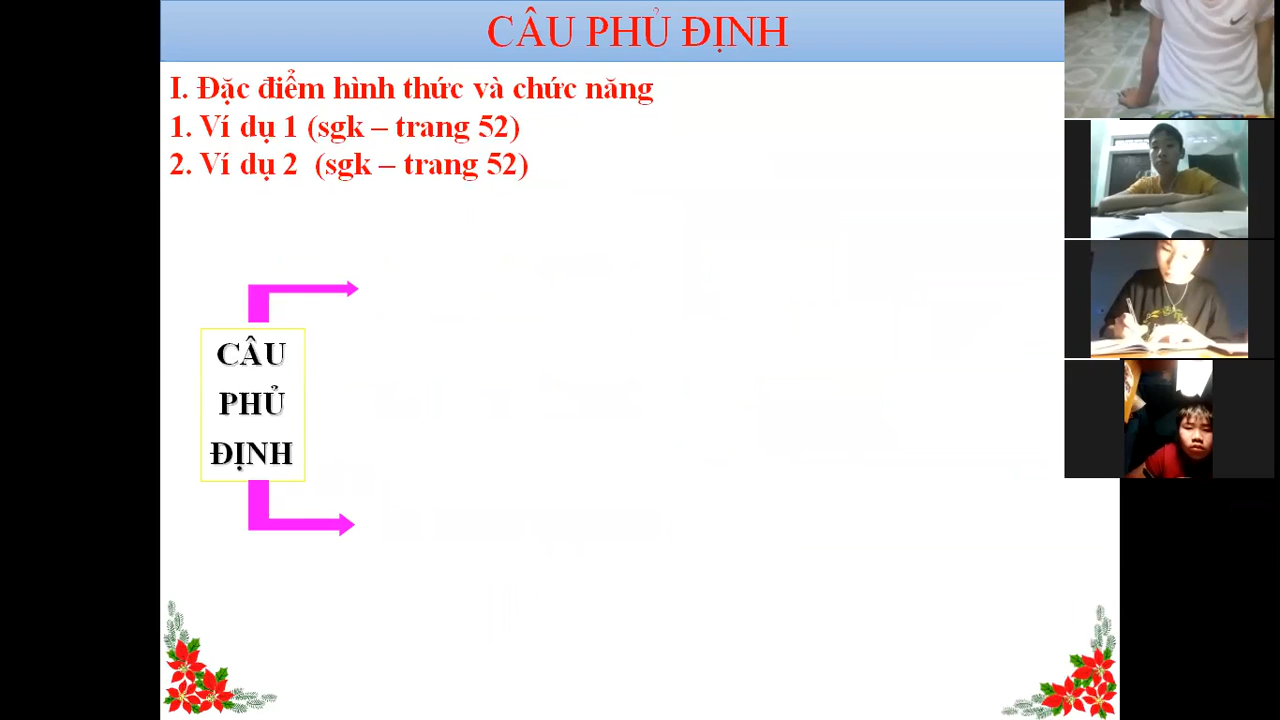 CÂU PHỦ ĐỊNH
I. Đặc điểm hình thức và chức năng
1. Ví dụ 1 (sgk – trang 52)
2. Ví dụ 2 (sgk – trang 52)
CÂU
PHỦ
ĐỊNH